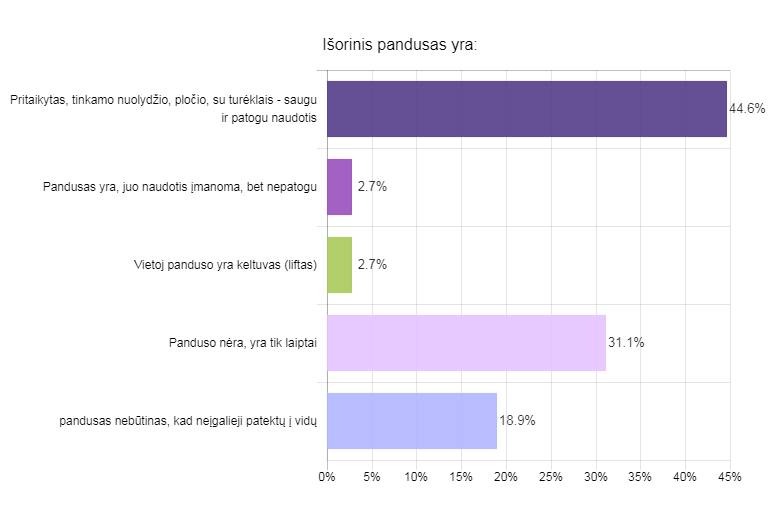 Išorinis pandusas yra:
Pritaikytas, tinkamo nuolydžio, pločio, su turėklais - saugu
ir patogu naudotis
44.6%
Pandusas yra, juo naudotis įmanoma, bet nepatogu
2.7%
Vietoj panduso yra keltuvas (liftas)
2.7%
Panduso nėra, yra tik laiptai
31.1%
pandusas nebūtinas, kad neįgalieji patektų į vidų
18.9%
0% 5% 10% 15% 20% 25% 30% 35% 40% 45%